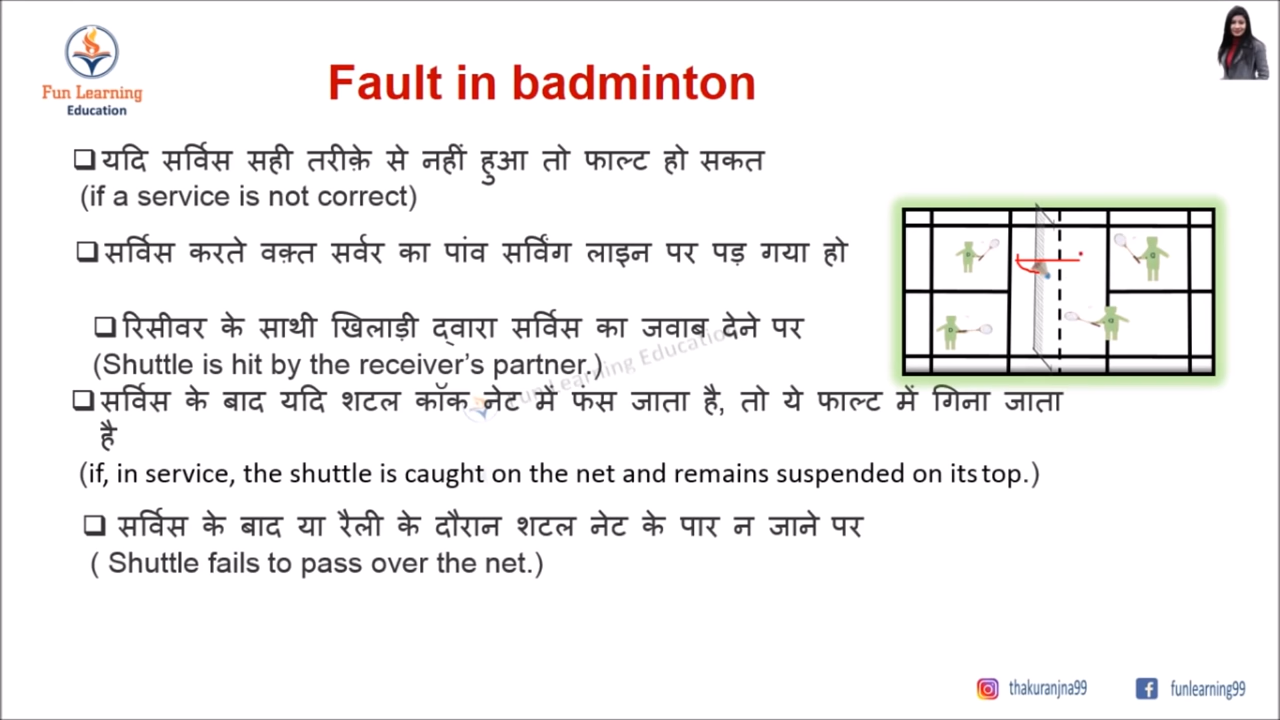 Fun Learning
Education
Fault in badminton
यदि सर्विस सही तरीक़े से नहीं हुआ तो फाल्ट हो सकत
(if a service is not correct)
सर्विस करते वक़्त सर्वर का पांव सर्विंग लाइन पर पड़ गया हो
रिसीवर के साथी खिलाड़ी द्वारा सर्विस का जवाब देने पर
(Shuttle is hit by the receiver's partner.)
Fun Learning Education
सर्विस के बाद यदि शटल कॉक नेट में फंस जाता है, तो ये फाल्ट में गिना जाता
है
(if, in service, the shuttle is caught on the net and remains suspended on its top.)
सर्विस के बाद या रैली के दौरान शटल नेट के पार न जाने पर
( Shuttle fails to pass over the net.)
thakuranjna99
funlearning99